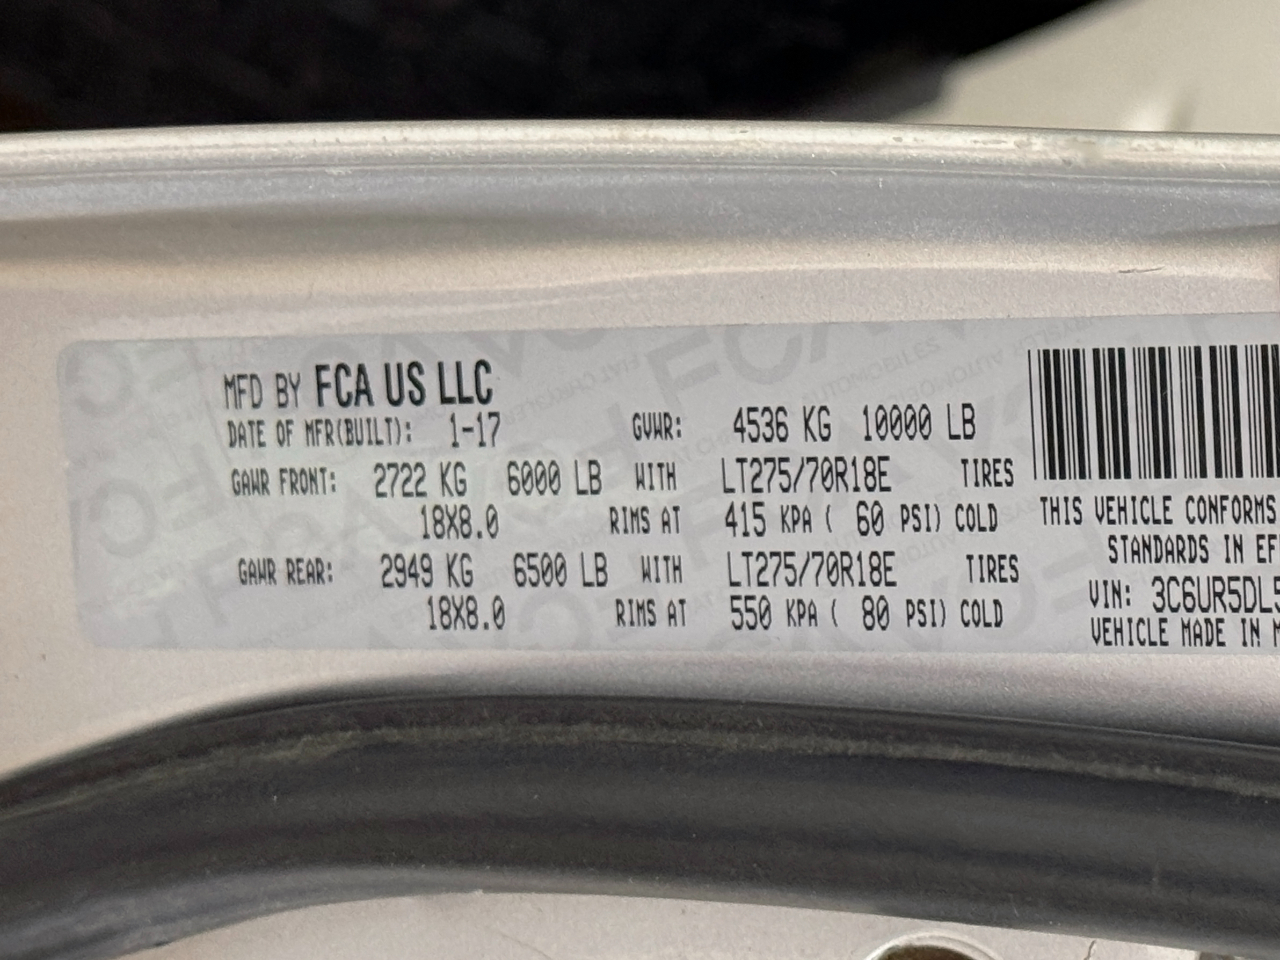 MFD BY FCA US LLC
DATE OF MFR(BUILT): 1-17 GVWR: 4536 KG 10000 LB
GAWR FRONT: 2722 KG 6000 LB WITH LT275/70R18E TIRES
18X8.0 RIMS AT 415 KPA ( 60 PSI) COLD
GAWR REAR: 2949 KG 6500 LB WITH LT275/70R18E TIRES
18X8.0 RIMS AT 550 KPA ( 80 PSI) COLD
THIS VEHICLE CONFORMS
STANDARDS IN
VIN: 3C6UR5DL5
VEHICLE MADE IN